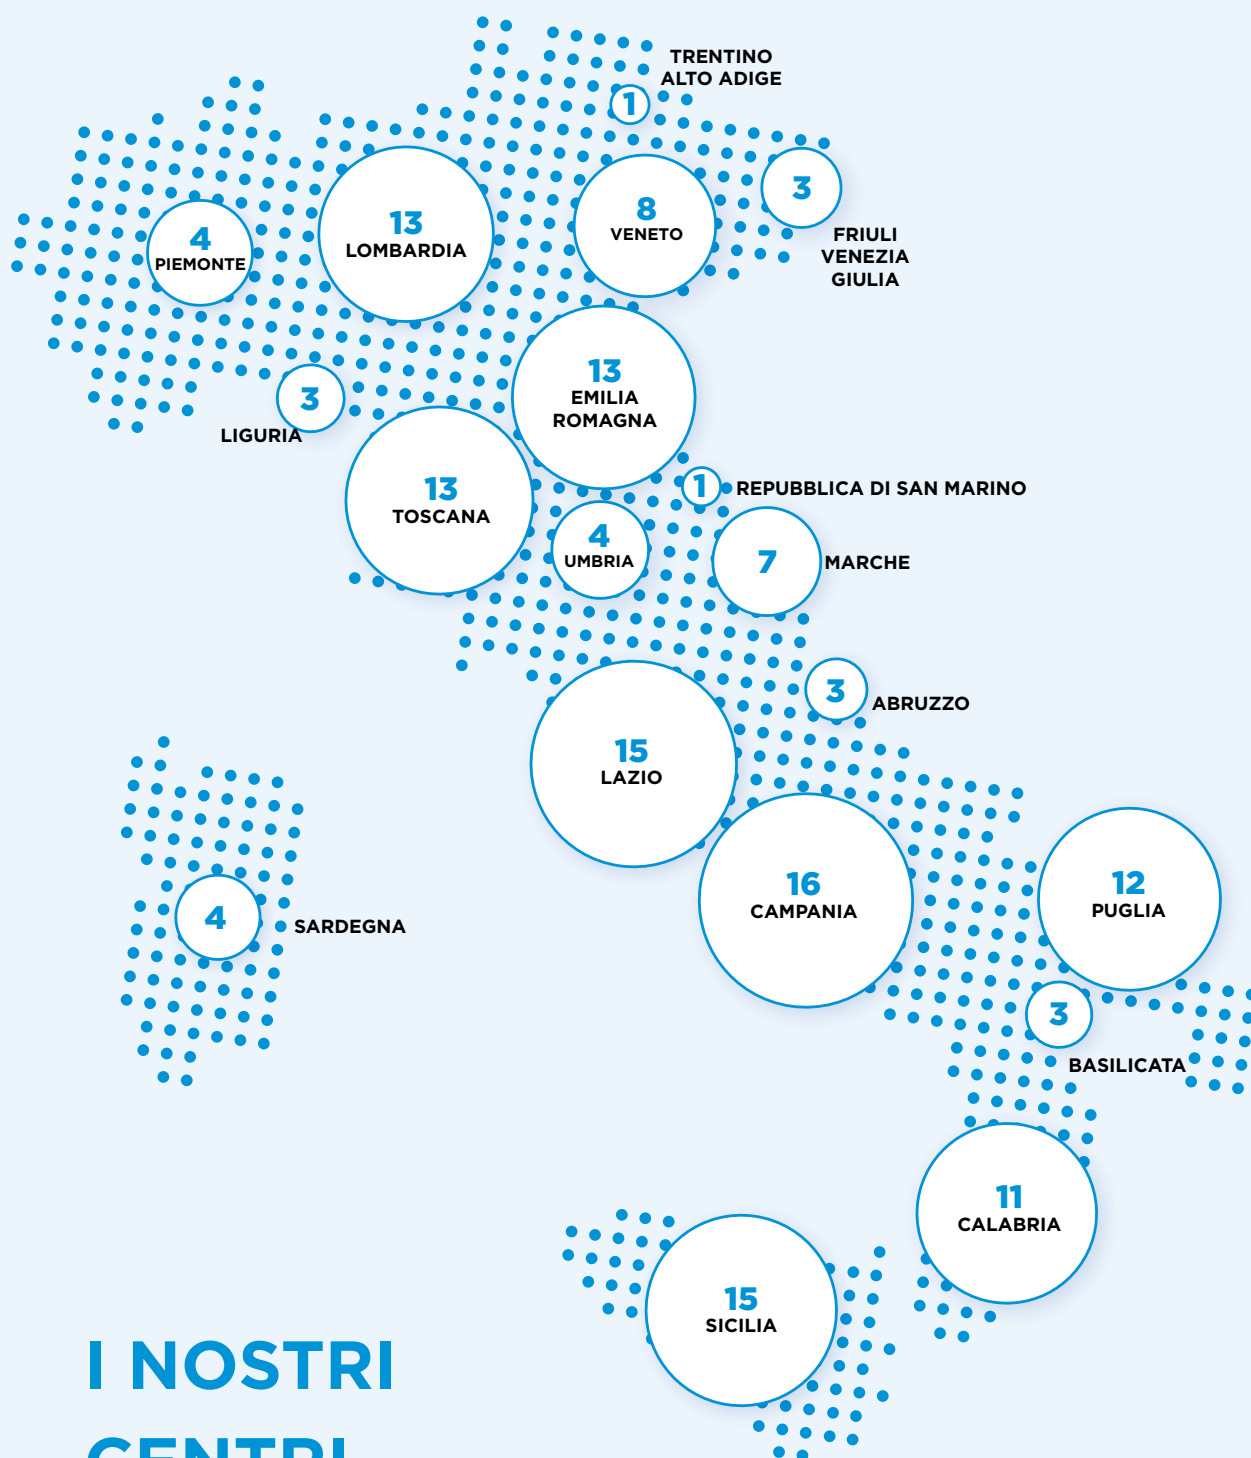 TRENTINO
ALTO ADIGE
1
3
FRIULI
VENEZIA
GIULIA
8
VENETO
13
LOMBARDIA
4
PIEMONTE
13
EMILIA
ROMAGNA
3
LIGURIA
13
TOSCANA
1
REPUBBLICA DI SAN MARINO
4
UMBRIA
7
MARCHE
3
ABRUZZO
15
LAZIO
16
CAMPANIA
12
PUGLIA
4
SARDEGNA
3
BASILICATA
11
CALABRIA
15
SICILIA
I NOSTRI
CENTRI